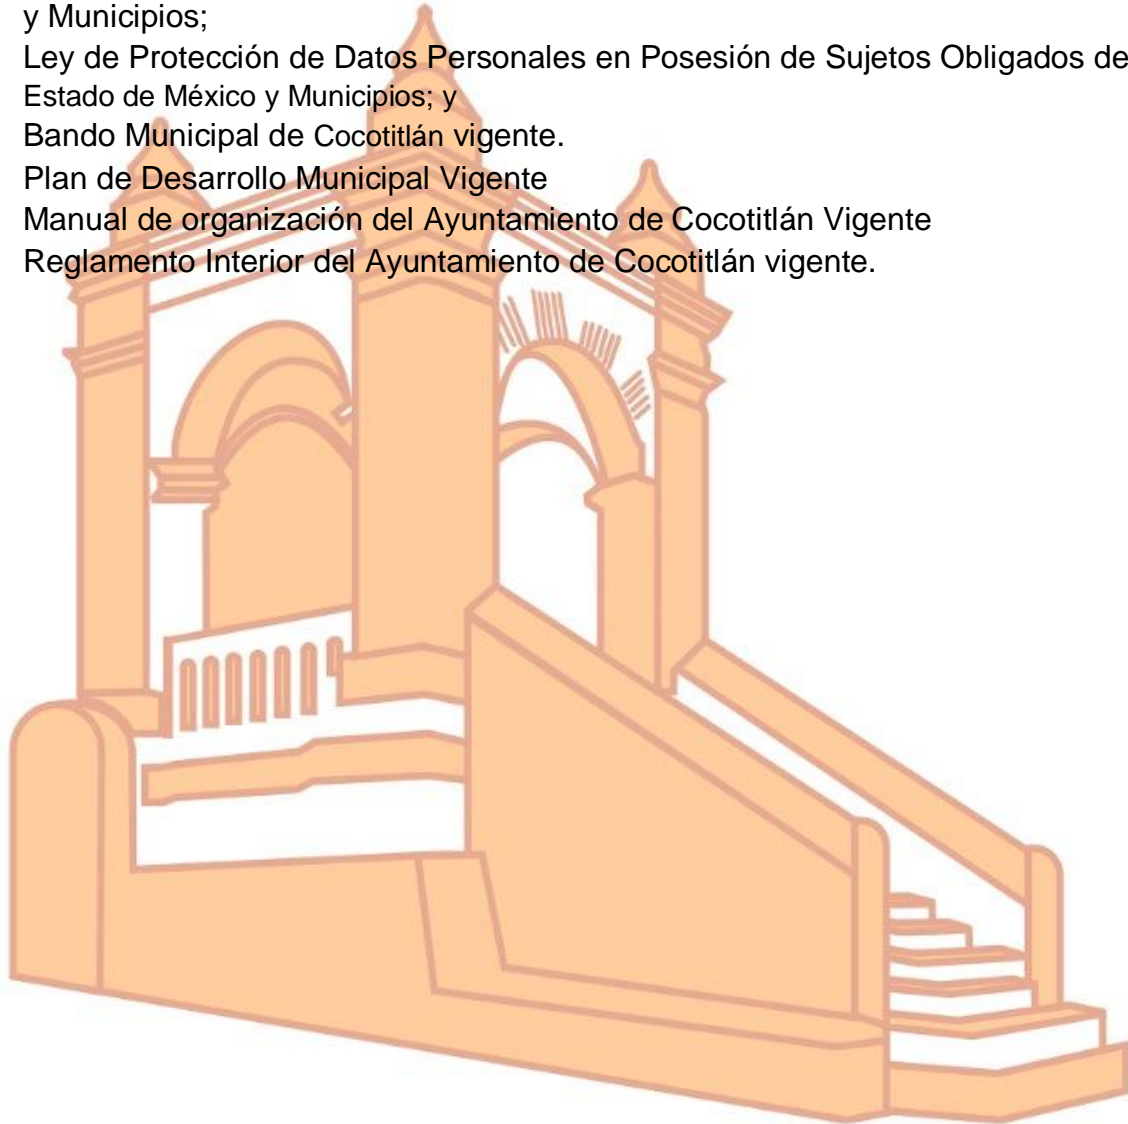 y Municipios;
Ley de Protección de Datos Personales en Posesión de Sujetos Obligados de
Estado de México y Municipios; y
Bando Municipal de Cocotitlán vigente.
Plan de Desarrollo Municipal Vigente
Manual de organización del Ayuntamiento de Cocotitlán Vigente
Reglamento Interior del Ayuntamiento de Cocotitlán vigente.